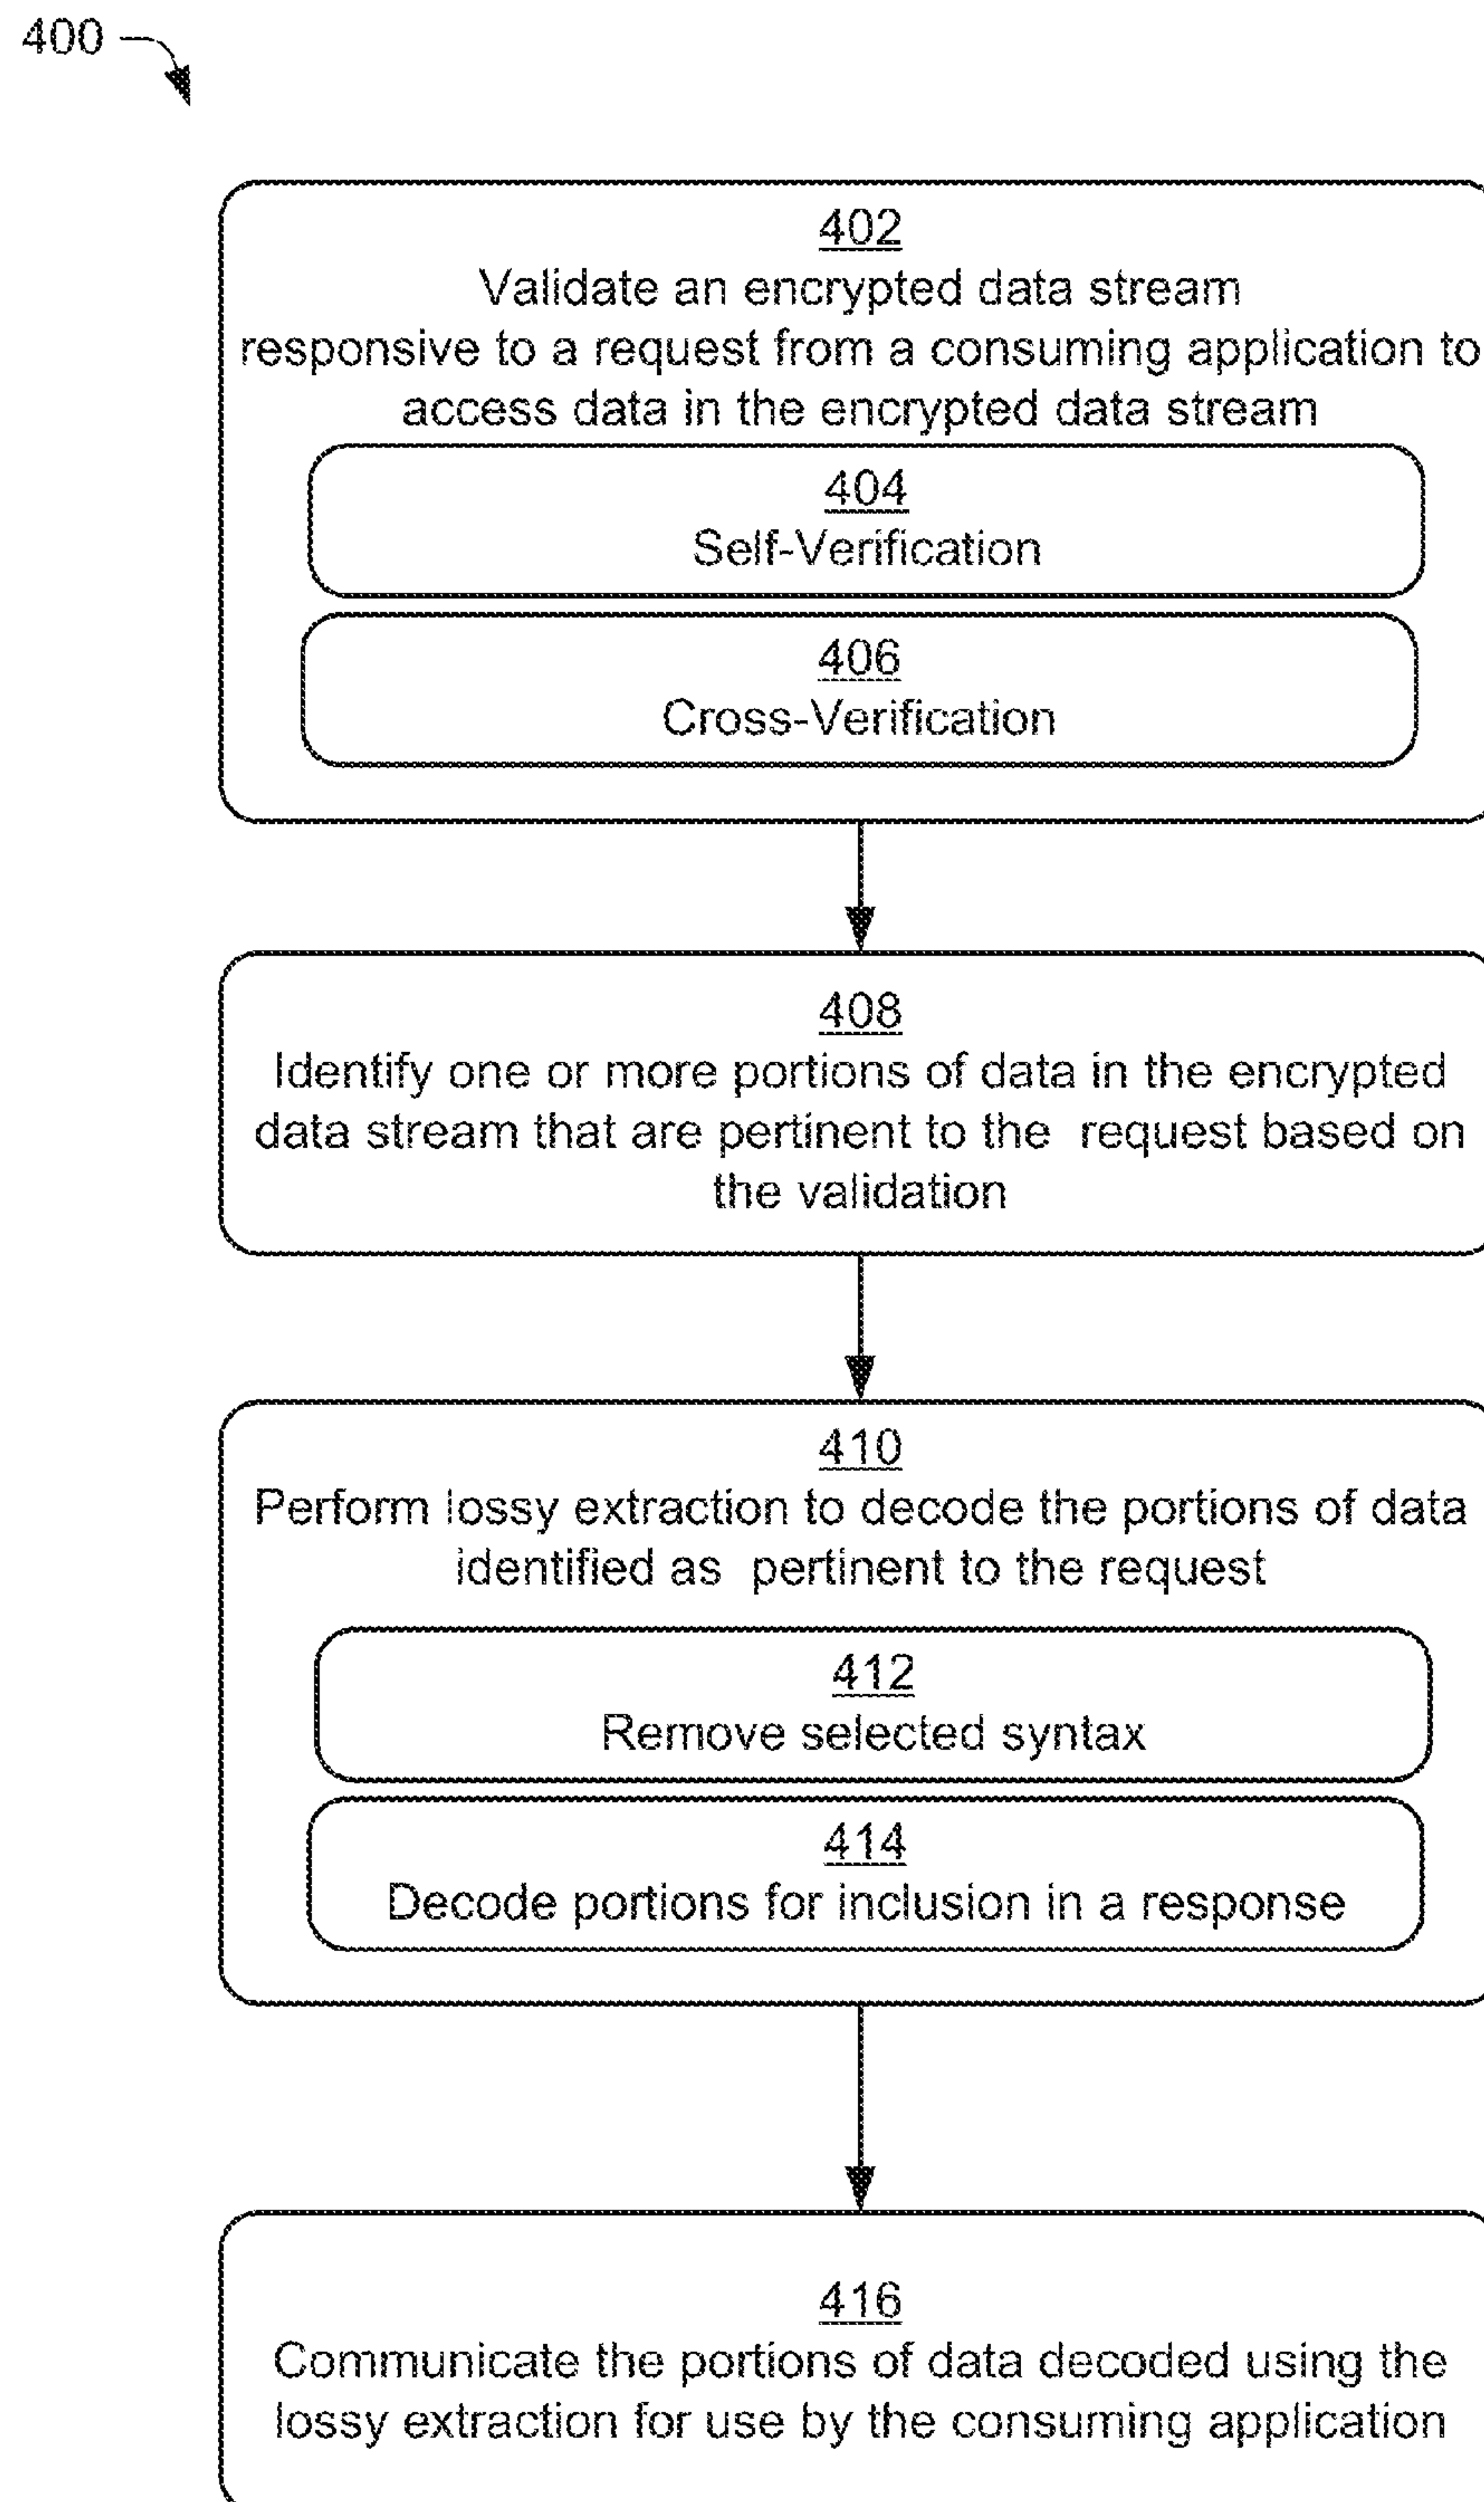 400
402
Validate an encrypted data stream
responsive to a request from a consuming application to
access data in the encrypted data stream
404
Self-Verification
406
Cross-Verification
408
Identify one or more portions of data in the encrypted
data stream that are pertinent to the request based on
the validation
410
Perform lossy extraction to decode the portions of data
identified as pertinent to the request
412
Remove selected syntax
414
Decode portions for inclusion in a response
416
Communicate the portions of data decoded using the
lossy extraction for use by the consuming application